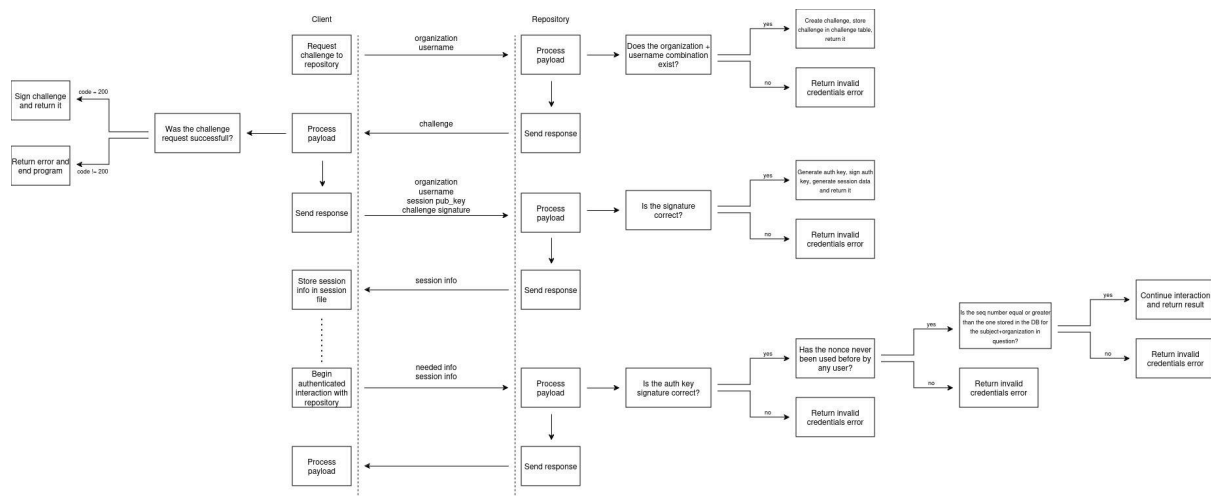 Client
Repository
Request
challenge to
repository
organization
username
Process
payload
Does the organization +
username combination
exist?
yes
Create challenge, store
challenge in challenge table,
return it
no
Return invalid
credentials error
Sign challenge
and return it
code = 200
Was the challenge
request successfull?
Return error and
end program
code != 200
Process
payload
challenge
Send response
Send response
organization
username
session pub_key
challenge signature
Process
payload
Is the signature
correct?
yes
Generate auth key, sign auth
key, generate session data
and return it
no
Return invalid
credentials error
Store session
info in session
file
session info
Send response
Begin
authenticated
interaction with
repository
needed info
session info
Process
payload
Is the auth key
signature correct?
yes
Has the nonce never
been used before by
any user?
no
Return invalid
credentials error
yes
Is the seq number equal or greater
than the one stored in the DB for
the subject+organization in
question?
no
Return invalid
credentials error
yes
Continue interaction
and return result
no
Return invalid
credentials error
Process
payload
Send response